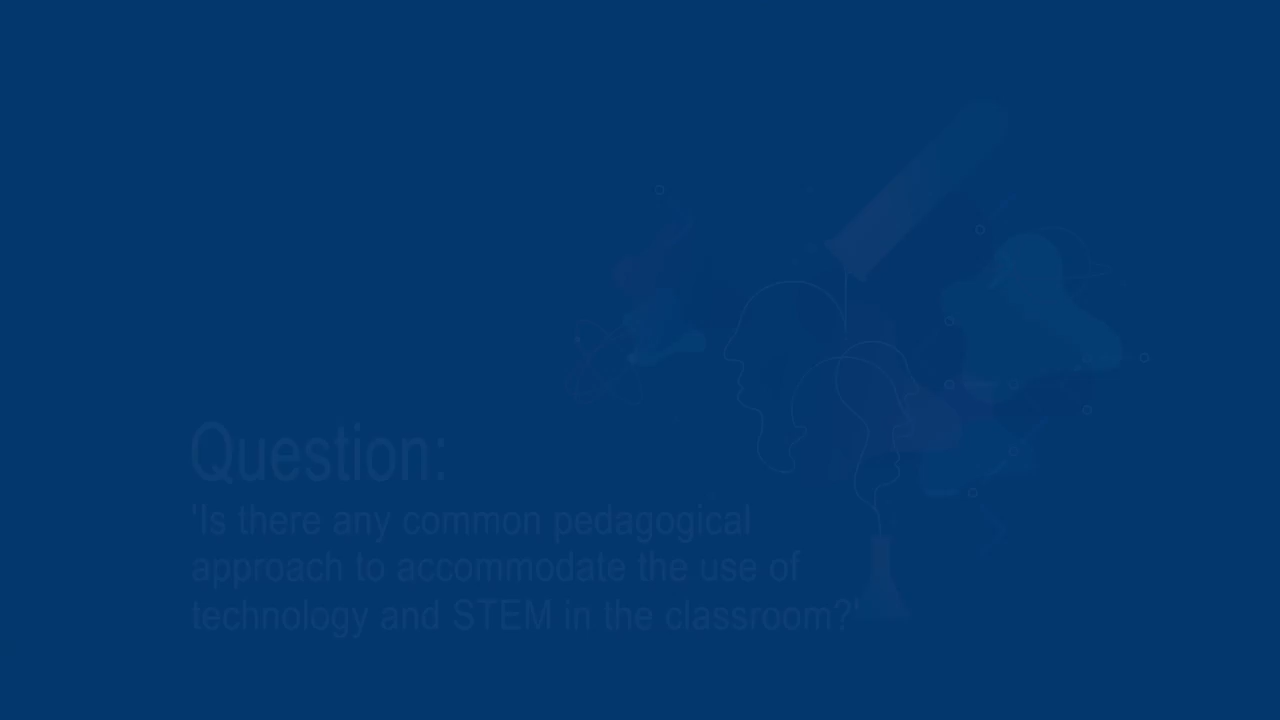 Question:
'Is there any common pedagogical
approach to accommodate the use of
technology and STEM in the classroom?'